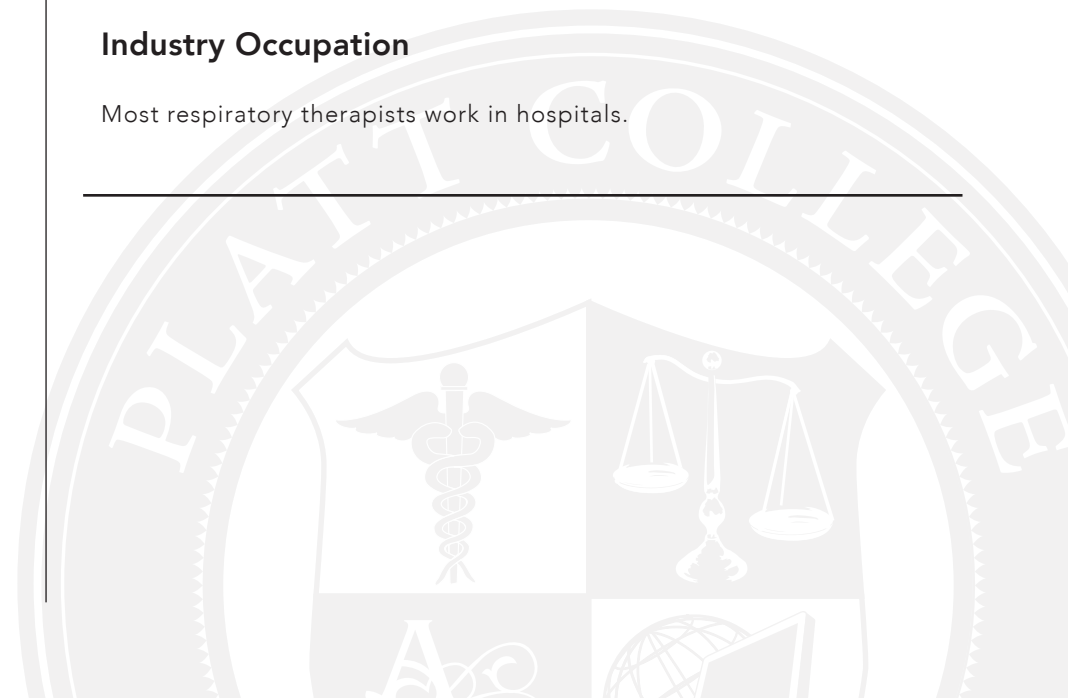 Industry Occupation
Most respiratory therapists work in hospitals.
PLATT COLLEGE